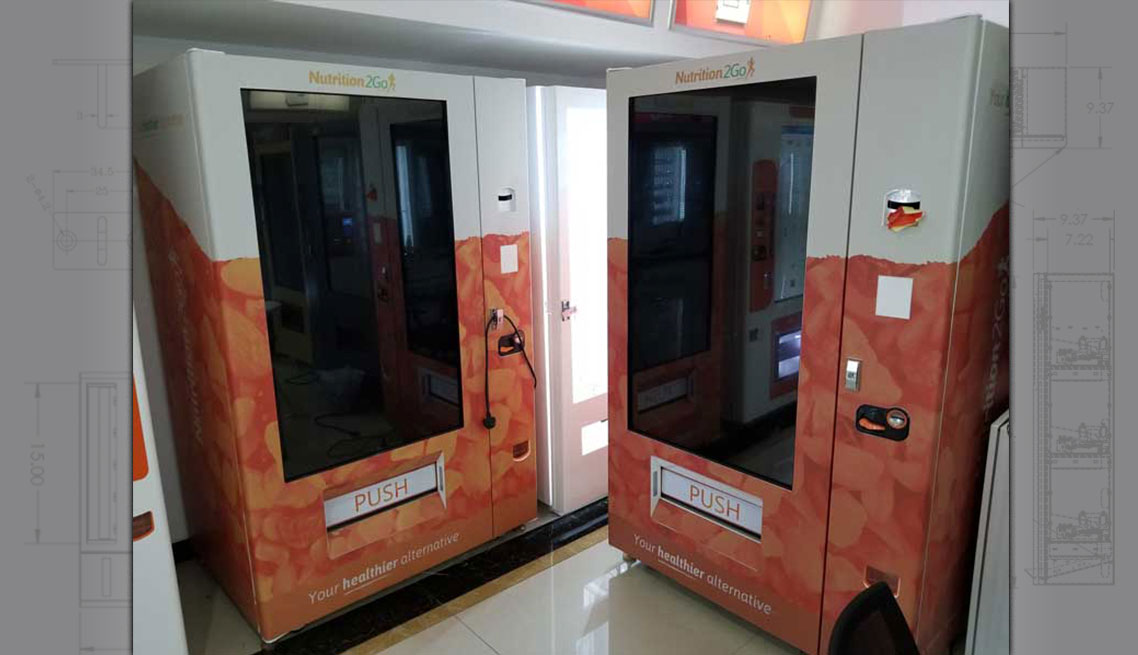 Nutrition2Go
PUSH
Your healthier alternative
Nutrition2Go
PUSH
Your healthier alternative
3
34.5
25
15.00
9.37
9.37
7.22